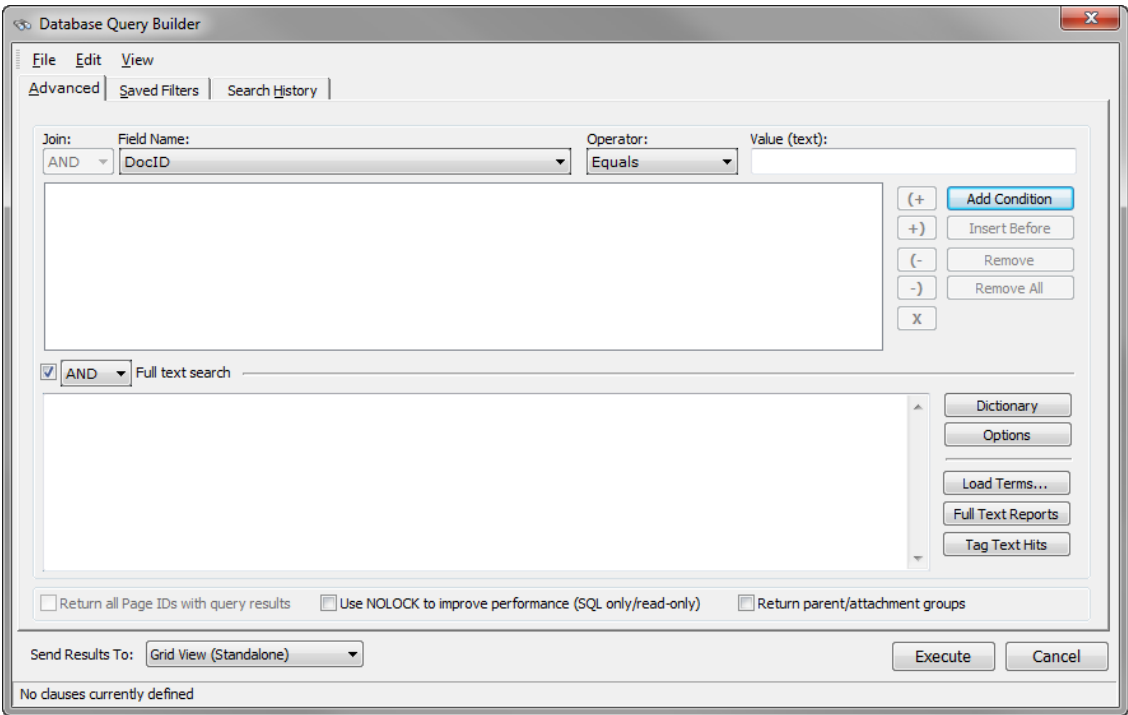 Database Query Builder
File Edit View
Advanced Saved Filters Search History
Join: Field Name: Operator: Value (text):
AND DocID Equals
(+ Add Condition
+) Insert Before
(- Remove
-) Remove All
X
AND Full text search
Dictionary
Options
Load Terms...
Full Text Reports
Tag Text Hits
Return all Page IDs with query results Use NOLOCK to improve performance (SQL only/read-only) Return parent/attachment groups
Send Results To: Grid View (Standalone) Execute Cancel
No clauses currently defined